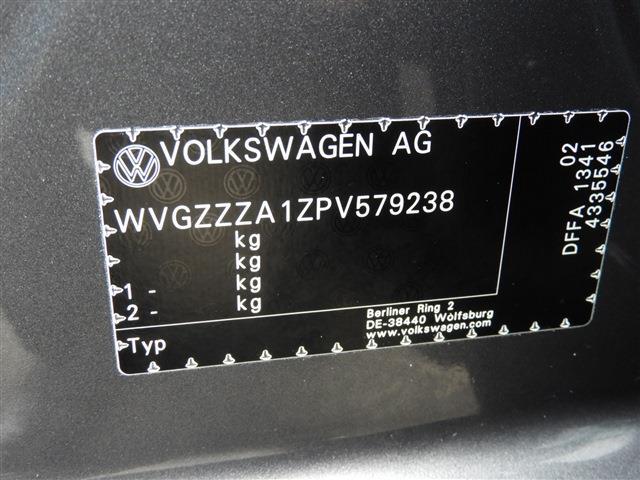 VOLKSWAGEN AG
WVGZZZA1ZPV579238
kg
kg
1 - kg
2 - kg
Typ
Berliner Ring 2
DE-38440 Wolfsburg
www.volkswagen.com
02
DFFA 1341
4335546